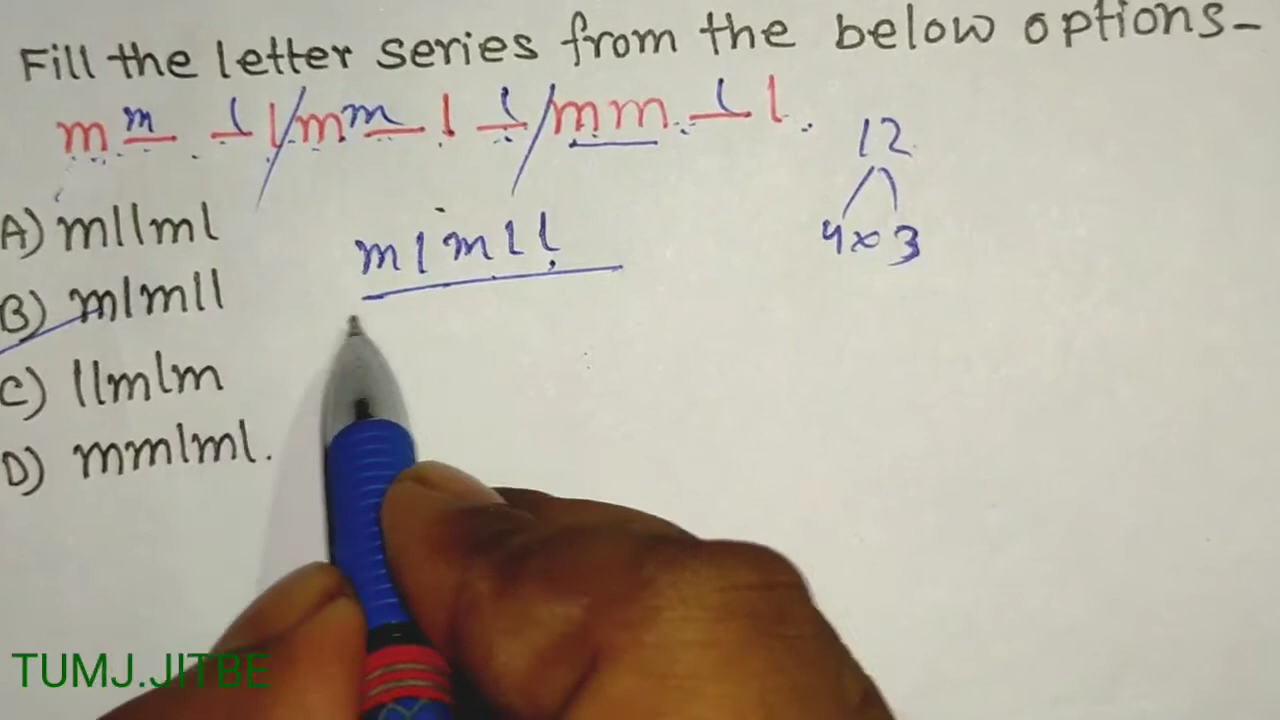 Fill the letter series from the below options-
m m l l / m m l l / m m l l .
12
4 x 3
A) mllml
mlmll
B) mlmll
C) llmlm
D) mmlml.
TUMJ.JITBE